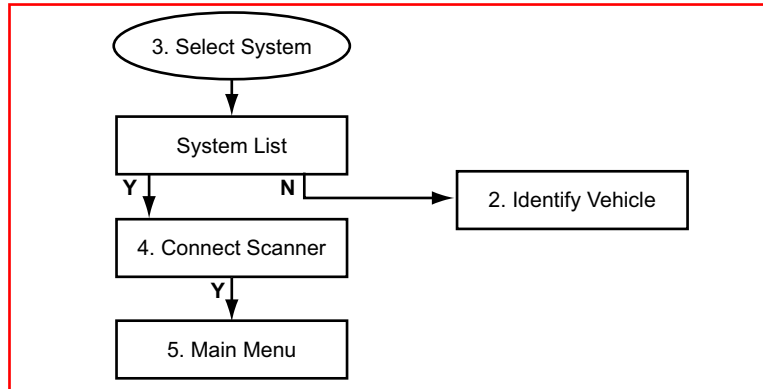 3. Select System
System List
Y
N
2. Identify Vehicle
4. Connect Scanner
Y
5. Main Menu